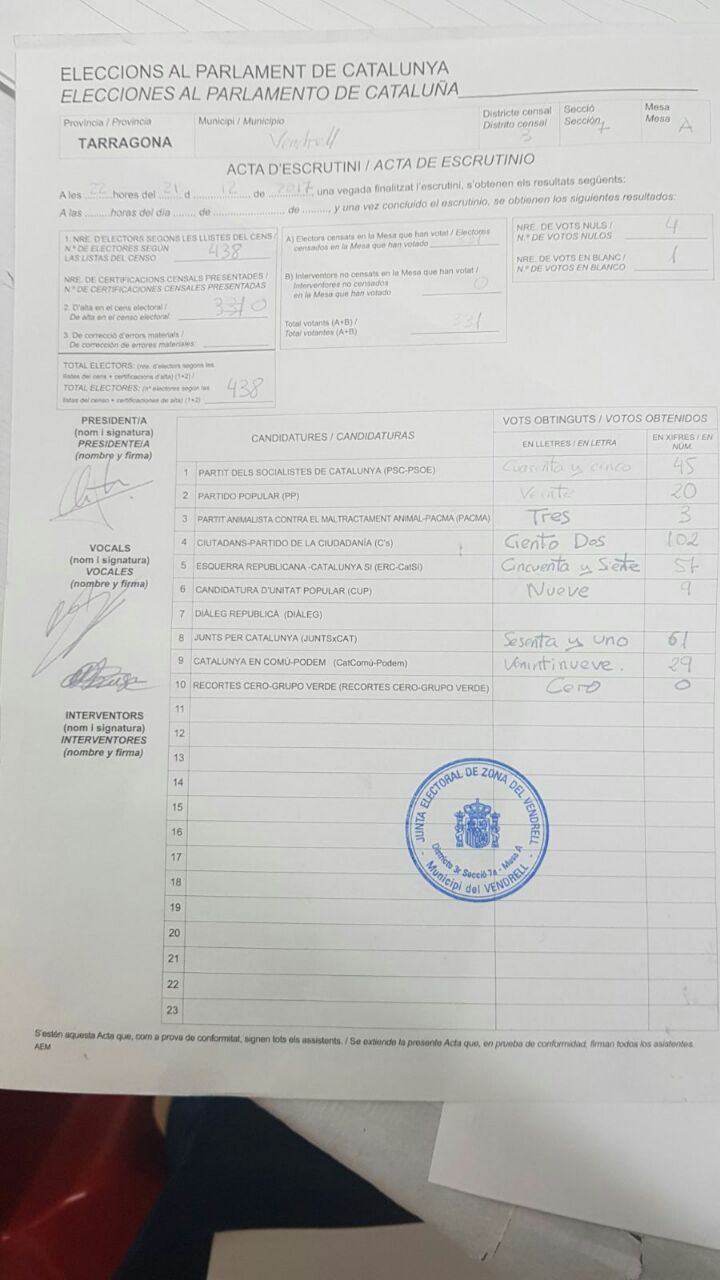 ELECCIONS AL PARLAMENT DE CATALUNYA
ELECCIONES AL PARLAMENTO DE CATALUÑA
Província / Provincia
TARRAGONA
Municipi / Municipio
Vendrell
Districte censal
Distrito censal
3
Secció
Sección
7
Mesa
Mesa
A
ACTA D'ESCRUTINI / ACTA DE ESCRUTINIO
A les 22 hores del 21 d 12 de 2017 una vegada finalitzat l'escrutini, s'obtenen els resultats següents:
A las ........ horas del día ....... de ........................ de ........, y una vez concluido el escrutinio, se obtienen los siguientes resultados:
1. NRE. D'ELECTORS SEGONS LES LLISTES DEL CENS /
N.º DE ELECTORES SEGÚN
LAS LISTAS DEL CENSO 438
NRE. DE CERTIFICACIONS CENSALS PRESENTADES /
N.º DE CERTIFICACIONES CENSALES PRESENTADAS
2. D'alta en el cens electoral /
De alta en el censo electoral:
3. De correcció d'errors materials /
De corrección de errores materiales:
TOTAL ELECTORS: (nre. d'electors segons les
llistes del cens + certificacions d'alta) (1+2) /
TOTAL ELECTORES: (nº electores según las
listas del censo + certificaciones de alta) (1+2) 438
A) Electors censats en la Mesa que han votat / Electores
censados en la Mesa que han votado
B) Interventors no censats en la Mesa que han votat /
Interventores no censados
en la Mesa que han votado 0
Total votants (A+B) /
Total votantes (A+B) 331
NRE. DE VOTS NULS /
N.º DE VOTOS NULOS 4
NRE. DE VOTS EN BLANC /
N.º DE VOTOS EN BLANCO 1
PRESIDENT/A
(nom i signatura)
PRESIDENTE/A
(nombre y firma)
VOCALS
(nom i signatura)
VOCALES
(nombre y firma)
INTERVENTORS
(nom i signatura)
INTERVENTORES
(nombre y firma)
CANDIDATURES / CANDIDATURAS
VOTS OBTINGUTS / VOTOS OBTENIDOS
EN LLETRES / EN LETRA
EN XIFRES / EN NÚM.
1 PARTIT DELS SOCIALISTES DE CATALUNYA (PSC-PSOE) Cuarenta y cinco 45
2 PARTIDO POPULAR (PP) Veinte 20
3 PARTIT ANIMALISTA CONTRA EL MALTRACTAMENT ANIMAL-PACMA (PACMA) Tres 3
4 CIUTADANS-PARTIDO DE LA CIUDADANÍA (C's) Ciento Dos 102
5 ESQUERRA REPUBLICANA-CATALUNYA SÍ (ERC-CatSí) Cincuenta y Siete 57
6 CANDIDATURA D'UNITAT POPULAR (CUP) Nueve 9
7 DIÀLEG REPUBLICÀ (DIÀLEG)
8 JUNTS PER CATALUNYA (JUNTSxCAT) Sesenta y uno 61
9 CATALUNYA EN COMÚ-PODEM (CatComú-Podem) 29
10 RECORTES CERO-GRUPO VERDE (RECORTES CERO-GRUPO VERDE) Cero 0
11
12
13
14
15
16
17
18
19
20
21
22
23
JUNTA ELECTORAL DE ZONA DEL VENDRELL
Districte 3r Secció 7a - Mesa A
- Municipi del VENDRELL -
S'estén aquesta Acta que, com a prova de conformitat, signen tots els assistents. / Se extiende la presente Acta que, en prueba de conformidad, firman todos los asistentes.
AEM